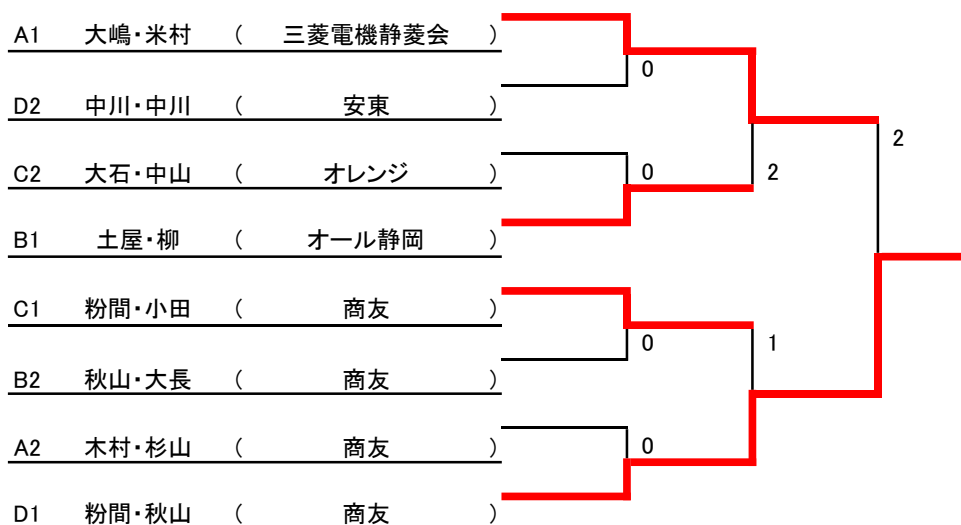 A1 大嶋・米村 ( 三菱電機静菱会 )
0
D2 中川・中川 ( 安東 )
2
C2 大石・中山 ( オレンジ )
0
2
B1 土屋・柳 ( オール静岡 )
C1 粉間・小田 ( 商友 )
0
1
B2 秋山・大長 ( 商友 )
A2 木村・杉山 ( 商友 )
0
D1 粉間・秋山 ( 商友 )